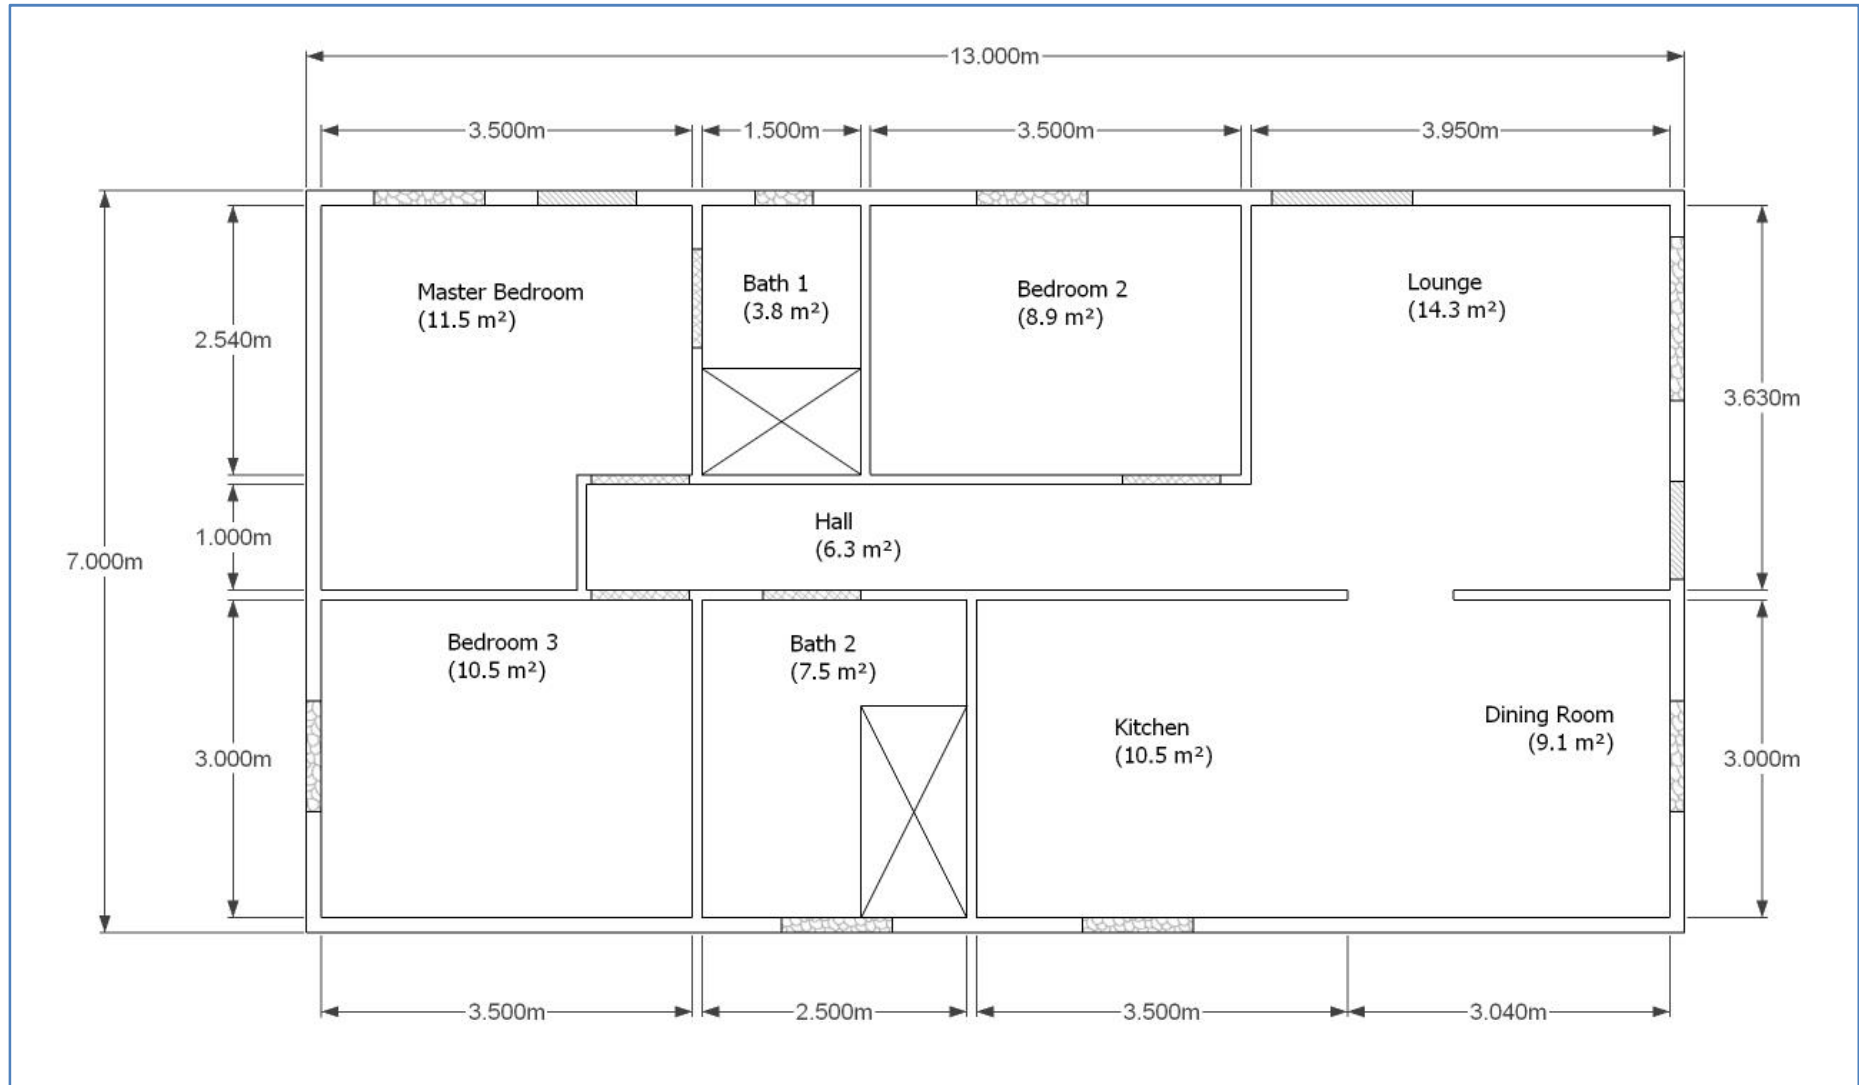 13.000m
3.500m
1.500m
3.500m
3.950m
Master Bedroom
(11.5 m²)
Bath 1
(3.8 m²)
Bedroom 2
(8.9 m²)
Lounge
(14.3 m²)
2.540m
3.630m
Hall
(6.3 m²)
1.000m
7.000m
Bedroom 3
(10.5 m²)
Bath 2
(7.5 m²)
Kitchen
(10.5 m²)
Dining Room
(9.1 m²)
3.000m
3.000m
3.500m
2.500m
3.500m
3.040m